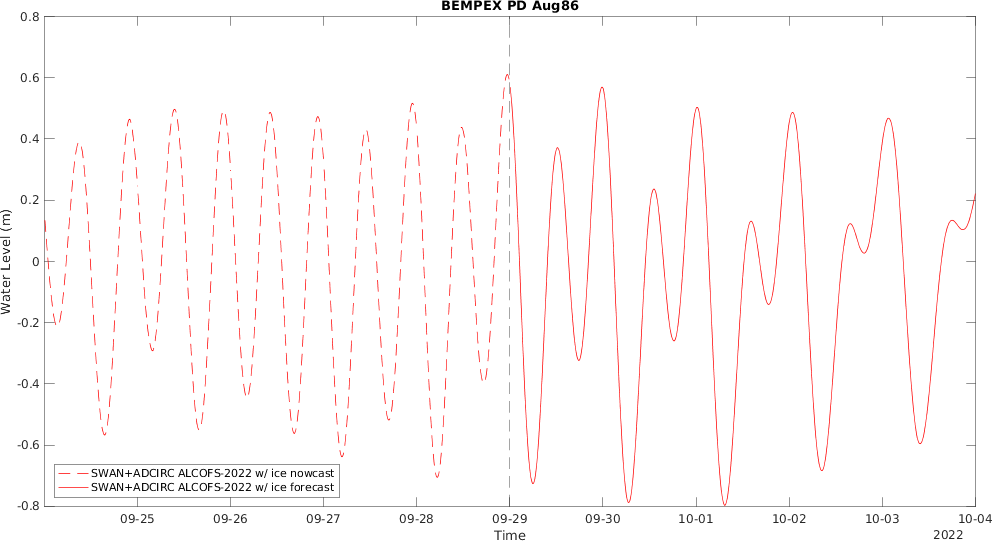 BEMPEX PD Aug86
0.8
0.6
0.4
0.2
0
-0.2
-0.4
-0.6
-0.8
Water Level (m)
SWAN+ADCIRC ALCOFS-2022 w/ ice nowcast
SWAN+ADCIRC ALCOFS-2022 w/ ice forecast
09-25 09-26 09-27 09-28 09-29 09-30 10-01 10-02 10-03 10-04
Time
2022